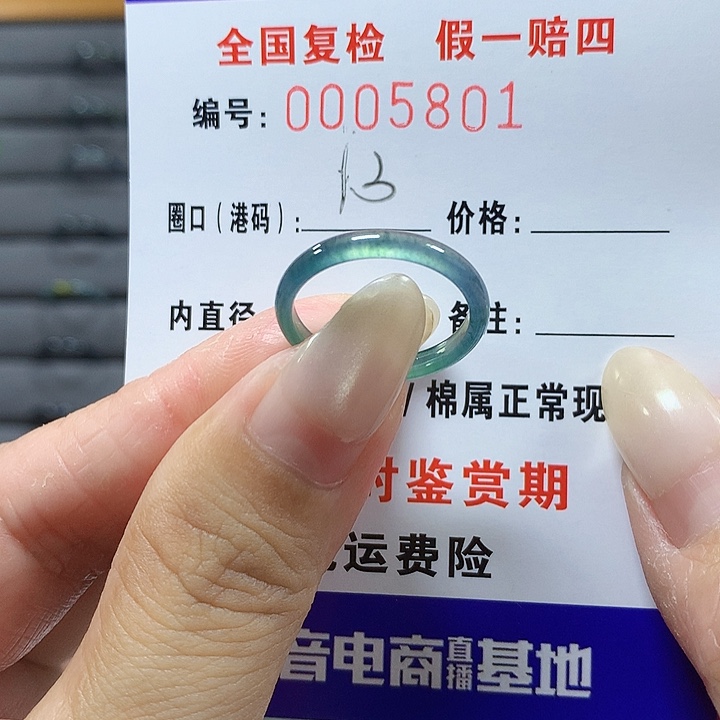 全国复检 假一赔四
编号: 0005801
圈口(港码): 13 价格:
内直径 备注:
/ 棉属正常现
时鉴赏期
运费险
音电商直播基地